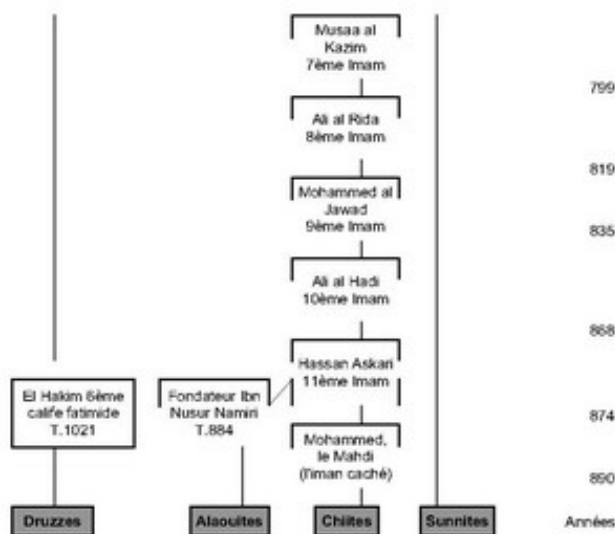 Musaa al
Kazim
7ème Imam
799
Ali al Rida
8ème Imam
819
Mohammed al
Jawad
9ème Imam
835
Ali al Hadi
10ème Imam
868
Hassan Askari
11ème Imam
El Hakim 6ème
calife fatimide
T.1021
Fondateur Ibn
Nusur Namiri
T.884
874
Mohammed,
le Mahdi
(l'iman caché)
890
Druzzes
Alaouites
Chiites
Sunnites
Années